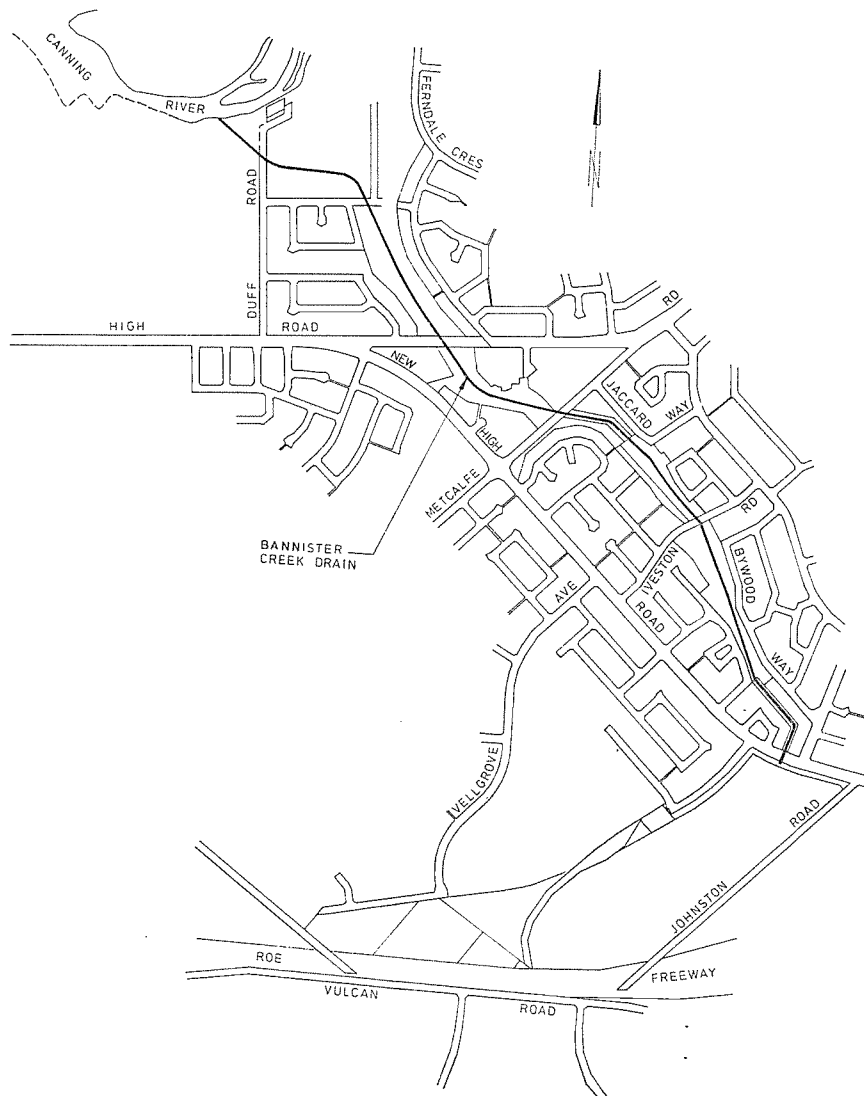 CANNING
RIVER
FERNDALE
CRES
N
ROAD
DUFF
HIGH
ROAD
RD
NEW
JACCARD
WAY
HIGH
METCALFE
RD
BANNISTER
CREEK DRAIN
IVESTON
BYWOOD
AVE
ROAD
WAY
VELLGROVE
ROAD
JOHNSTON
ROE
FREEWAY
VULCAN
ROAD